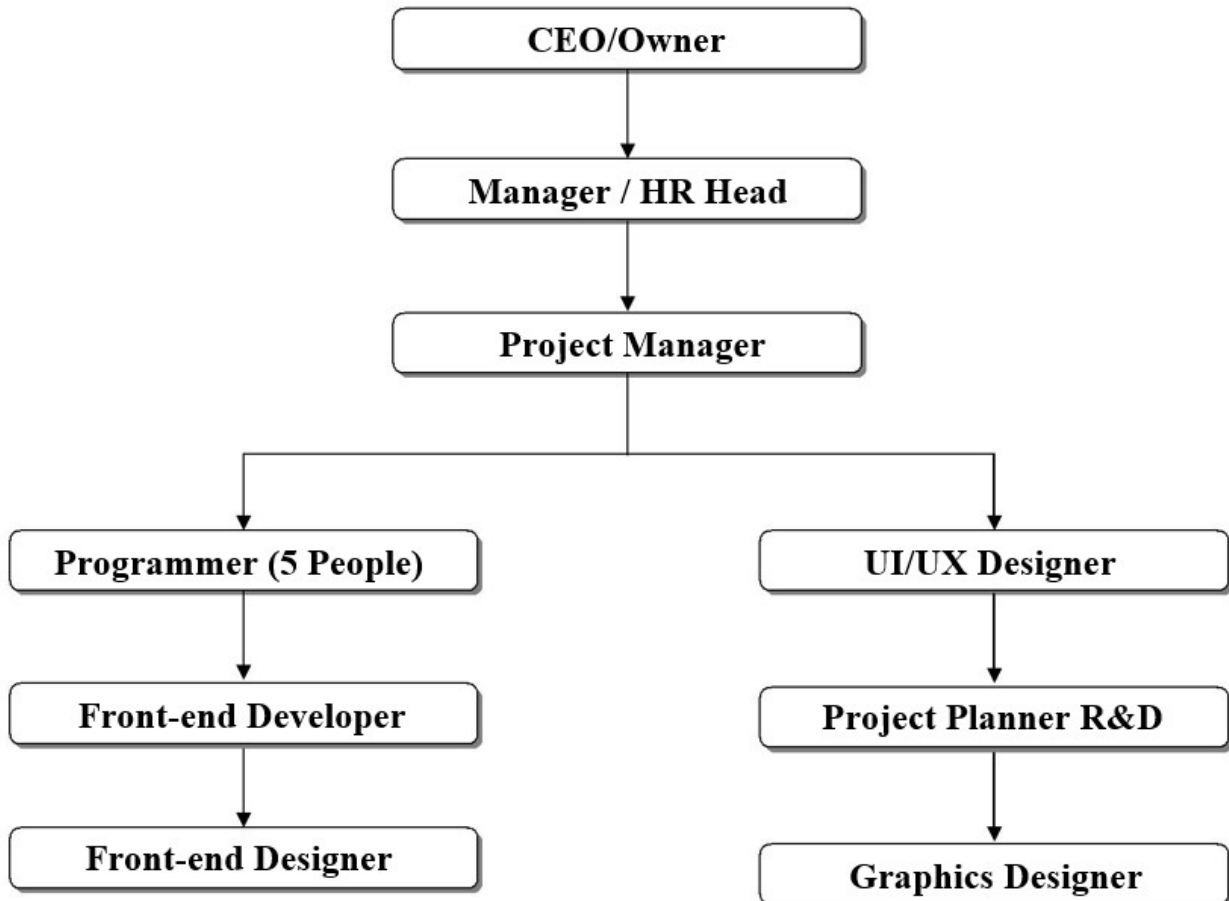 CEO/Owner
Manager / HR Head
Project Manager
Programmer (5 People)
UI/UX Designer
Front-end Developer
Project Planner R&D
Front-end Designer
Graphics Designer